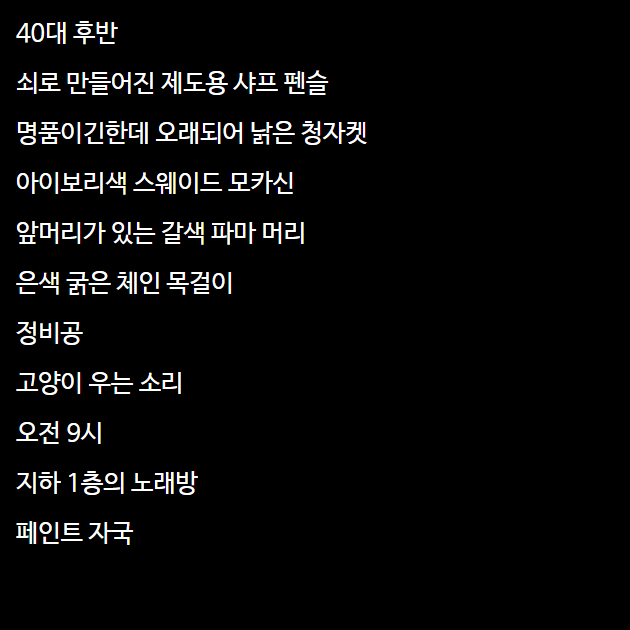 40대 후반
쇠로 만들어진 제도용 샤프 펜슬
명품이긴한데 오래되어 낡은 청자켓
아이보리색 스웨이드 모카신
앞머리가 있는 갈색 파마 머리
은색 굵은 체인 목걸이
정비공
고양이 우는 소리
오전 9시
지하 1층의 노래방
페인트 자국